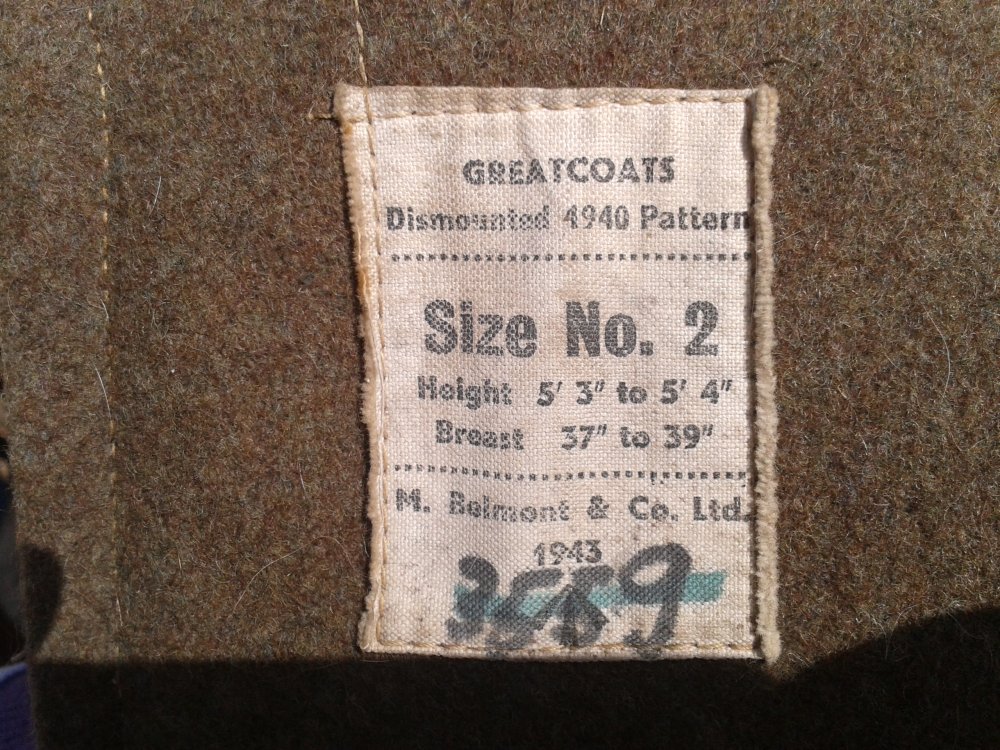 GREATCOATS
Dismounted 1940 Pattern
Size No. 2
Height 5' 3" to 5' 4"
Breast 37" to 39"
M. Belmont & Co. Ltd.
1943